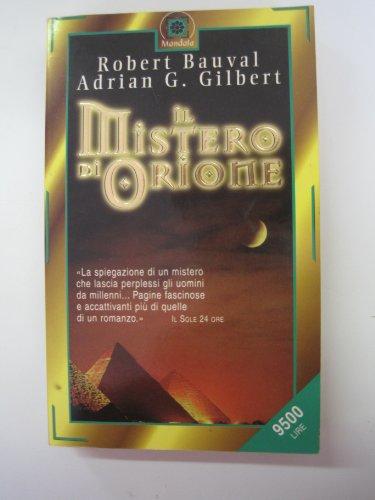 Mandala
Robert Bauval
Adrian G. Gilbert
IL
MISTERO
DI ORIONE
«La spiegazione di un mistero
che lascia perplessi gli uomini
da millenni... Pagine fascinose
e accattivanti più di quelle
di un romanzo.» IL SOLE 24 ORE
9500
LIRE